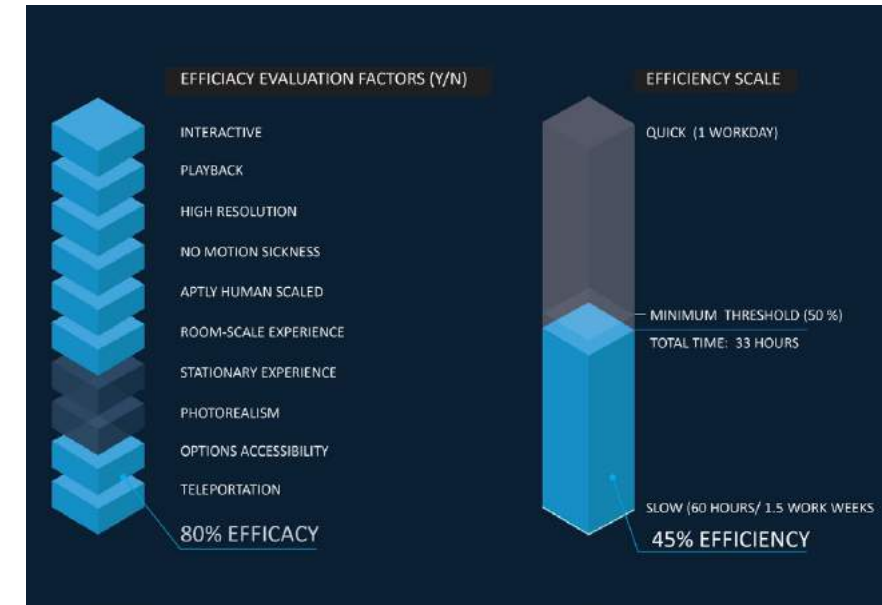 EFFICIACY EVALUATION FACTORS (Y/N)
INTERACTIVE
PLAYBACK
HIGH RESOLUTION
NO MOTION SICKNESS
APTLY HUMAN SCALED
ROOM-SCALE EXPERIENCE
STATIONARY EXPERIENCE
PHOTOREALISM
OPTIONS ACCESSIBILITY
TELEPORTATION
80% EFFICACY
EFFICIENCY SCALE
QUICK (1 WORKDAY)
MINIMUM THRESHOLD (50 %)
TOTAL TIME: 33 HOURS
SLOW (60 HOURS/ 1.5 WORK WEEKS
45% EFFICIENCY